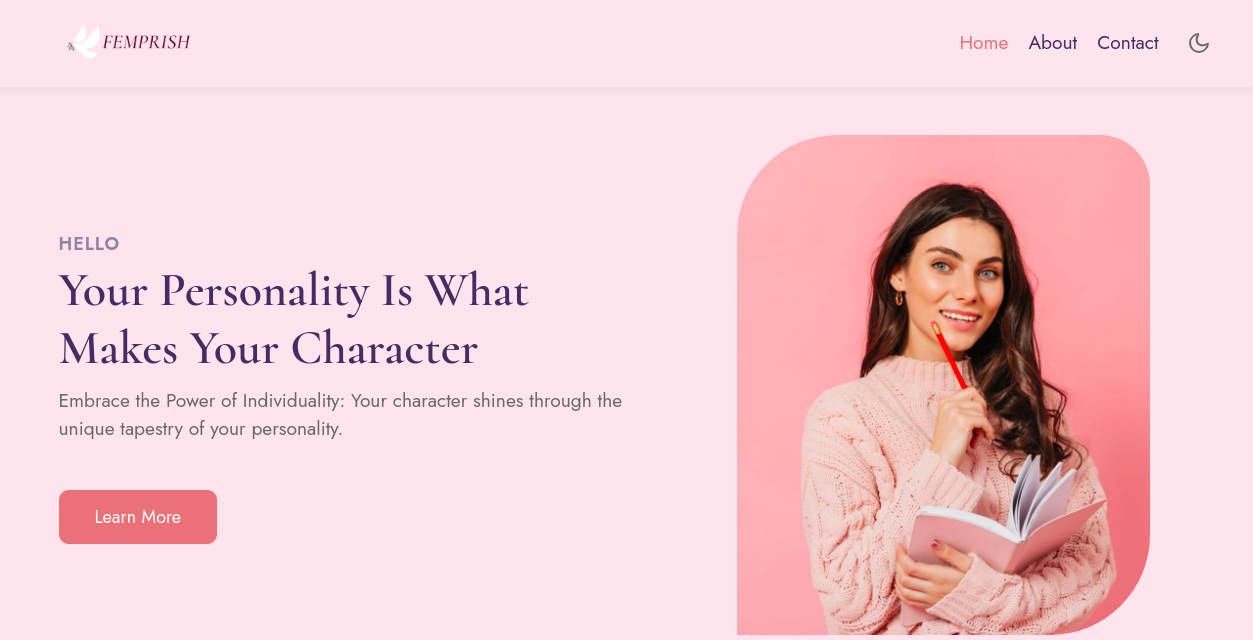 FEMPRISH
Home About Contact
HELLO
Your Personality Is What
Makes Your Character
Embrace the Power of Individuality: Your character shines through the
unique tapestry of your personality.
Learn More